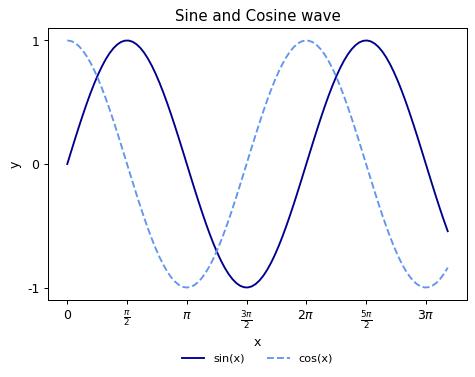 Sine and Cosine wave
1
0
-1
y
0 π/2 π 3π/2 2π 5π/2 3π
x
sin(x) cos(x)